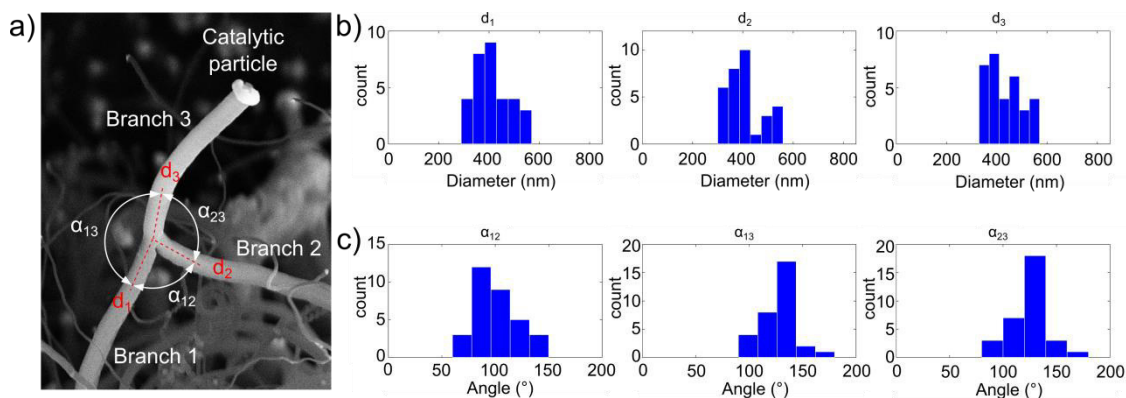 a)
Catalytic
particle
Branch 3
d₃
α₁₃
α₂₃
Branch 2
d₂
d₁
α₁₂
Branch 1
b)
d₁
10
5
0
count
0 200 400 600 800
Diameter (nm)
d₂
10
5
0
count
0 200 400 600 800
Diameter (nm)
d₃
10
5
0
count
0 200 400 600 800
Diameter (nm)
c)
α₁₂
15
10
5
0
count
0 50 100 150 200
Angle (°)
α₁₃
20
15
10
5
0
count
0 50 100 150 200
Angle (°)
α₂₃
20
15
10
5
0
count
0 50 100 150 200
Angle (°)